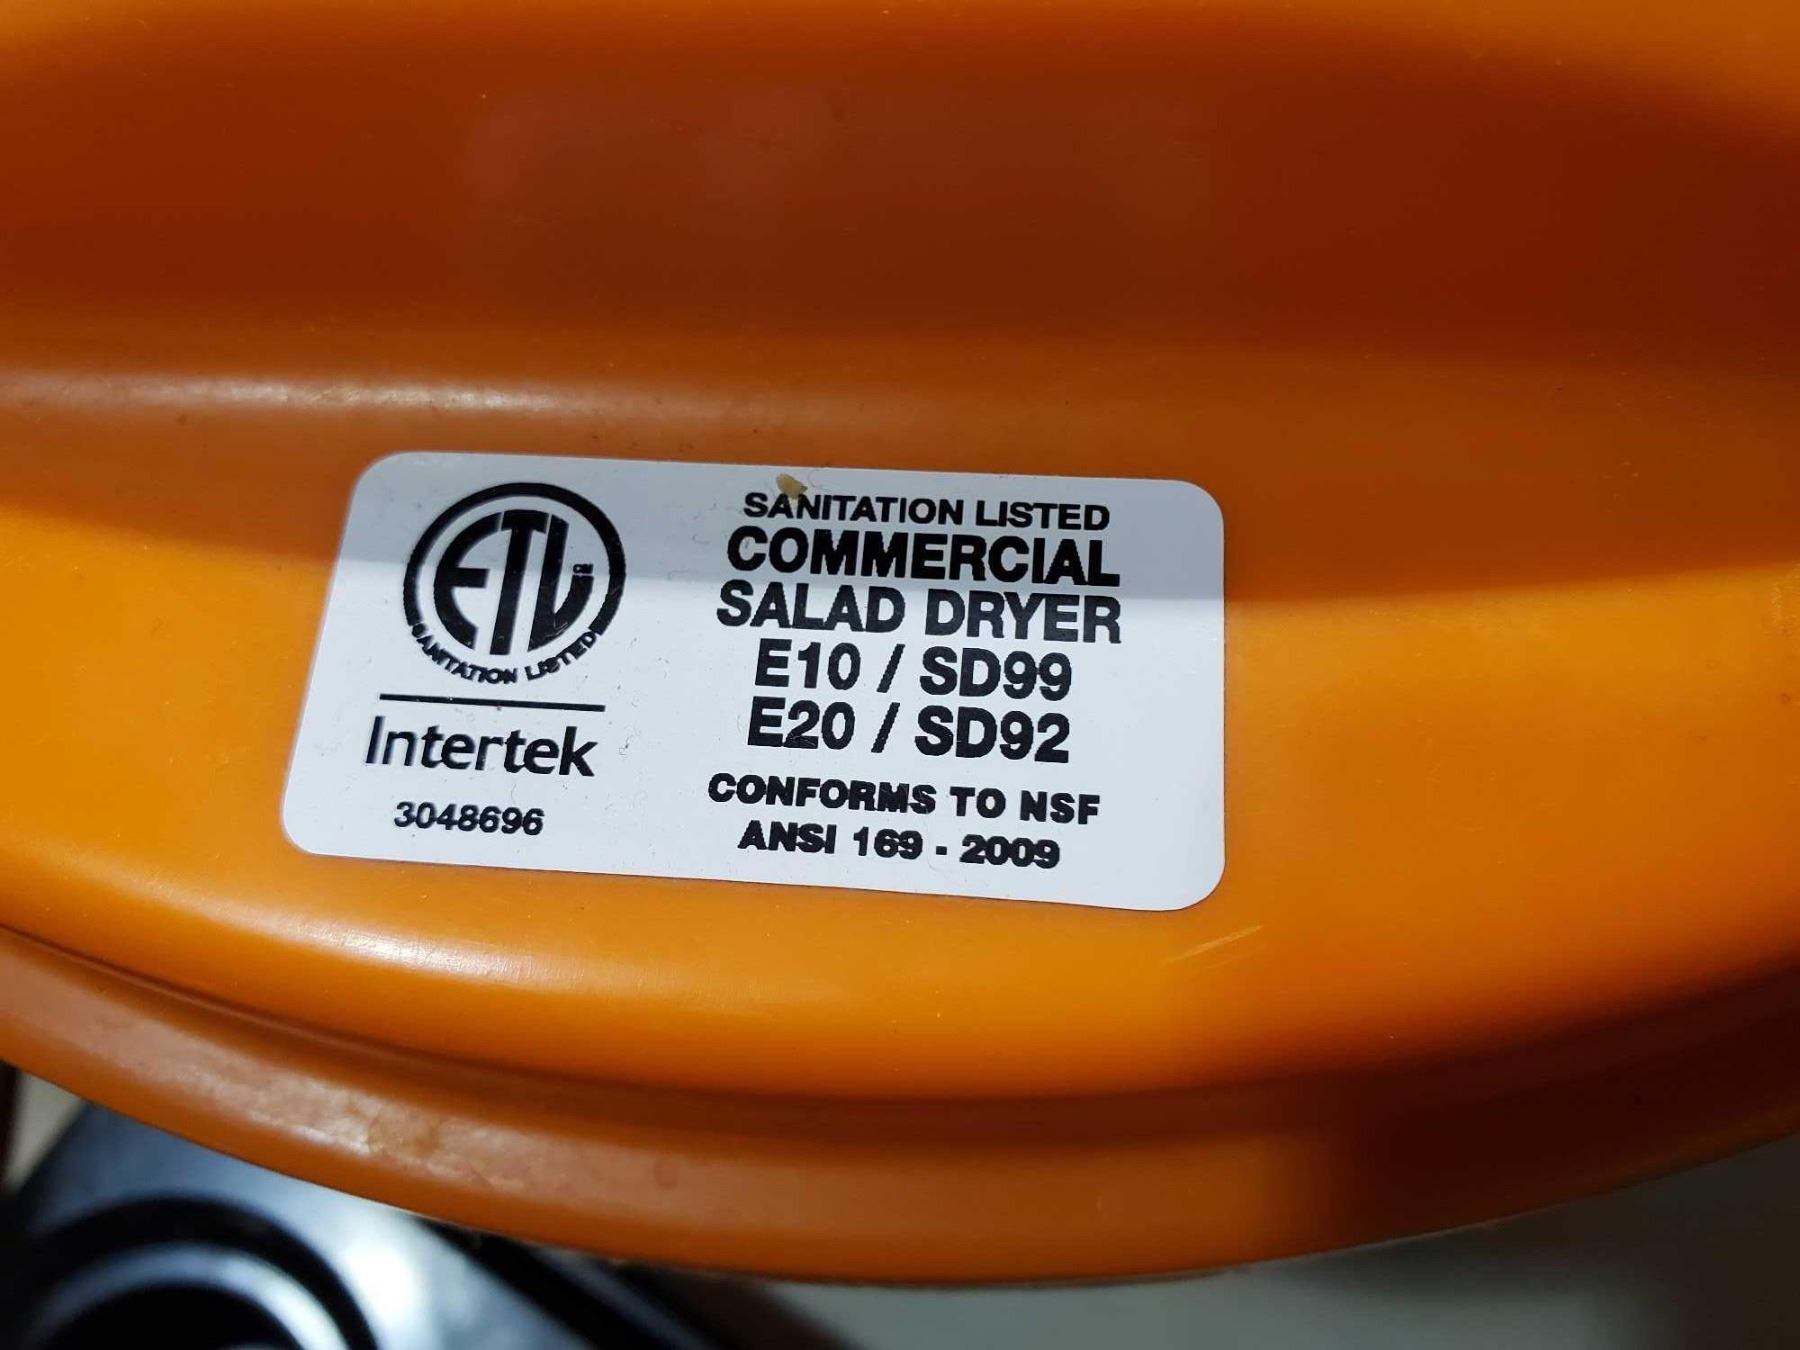 ETL
CM
SANITATION LISTED
Intertek
3048696
SANITATION LISTED
COMMERCIAL
SALAD DRYER
E10 / SD99
E20 / SD92
CONFORMS TO NSF
ANSI 169 - 2009